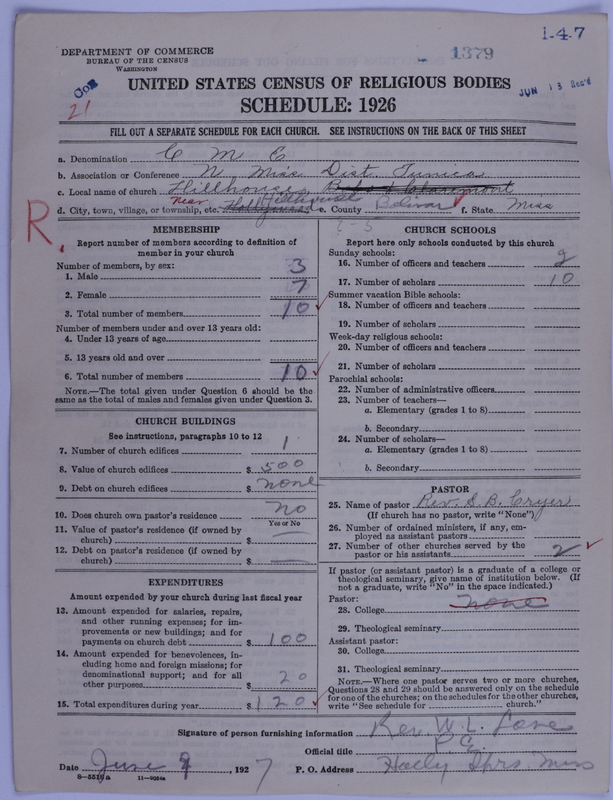 1-4-7
DEPARTMENT OF COMMERCE
BUREAU OF THE CENSUS
WASHINGTON
1379
21
JUN 13 Rec'd
UNITED STATES CENSUS OF RELIGIOUS BODIES
SCHEDULE: 1926
FILL OUT A SEPARATE SCHEDULE FOR EACH CHURCH. SEE INSTRUCTIONS ON THE BACK OF THIS SHEET
a. Denomination C M E
b. Association or Conference N. Miss Dist. Tunica
c. Local name of church Hillhouse
d. City, town, village, or township, etc. Near Hillhouse e. County Bolivar f. State Miss
R.
MEMBERSHIP
Report number of members according to definition of
member in your church
Number of members, by sex:
1. Male 3
2. Female 7
3. Total number of members 10
Number of members under and over 13 years old:
4. Under 13 years of age
5. 13 years old and over
6. Total number of members 10
NOTE.—The total given under Question 6 should be
same as the total of males and females given under Question 3.
CHURCH BUILDINGS
See instructions, paragraphs 10 to 12
7. Number of church edifices 1
8. Value of church edifices $ 500
9. Debt on church edifices $ none
10. Does church own pastor's residence no
Yes or No
11. Value of pastor's residence (if owned by
church) $ —
12. Debt on pastor's residence (if owned by
church) $ —
EXPENDITURES
Amount expended by your church during last fiscal year
13. Amount expended for salaries, repairs,
and other running expenses; for im-
provements or new buildings; and for
payments on church debt $ 100
14. Amount expended for benevolences, in-
cluding home and foreign missions; for
denominational support; and for all
other purposes $ 20
15. Total expenditures during year $ 120
CHURCH SCHOOLS
Report here only schools conducted by this church
Sunday schools:
16. Number of officers and teachers 2
17. Number of scholars 10
Summer vacation Bible schools:
18. Number of officers and teachers
19. Number of scholars
Week-day religious schools:
20. Number of officers and teachers
21. Number of scholars
Parochial schools:
22. Number of administrative officers
23. Number of teachers—
a. Elementary (grades 1 to 8)
b. Secondary
24. Number of scholars—
a. Elementary (grades 1 to 8)
b. Secondary
PASTOR
25. Name of pastor Rev. S. B. Cryer
(If church has no pastor, write "None")
26. Number of ordained ministers, if any, em-
ployed as assistant pastors
27. Number of other churches served by the
pastor or his assistants 2
If pastor (or assistant pastor) is a graduate of a college or
theological seminary, give name of institution below. (If
not a graduate, write "No" in the space indicated.)
Pastor:
28. College none
29. Theological seminary
Assistant pastor:
30. College
31. Theological seminary
NOTE.—Where one pastor serves two or more churches,
Questions 28 and 29 should be answered only on the schedule
for one of the churches; on the schedules for the other churches,
write "See schedule for church."
Signature of person furnishing information Rev. W. L.
Official title P. E.
Date June 9, 1927 P. O. Address Holly Sprs. Miss
8-5516a 11-9054a